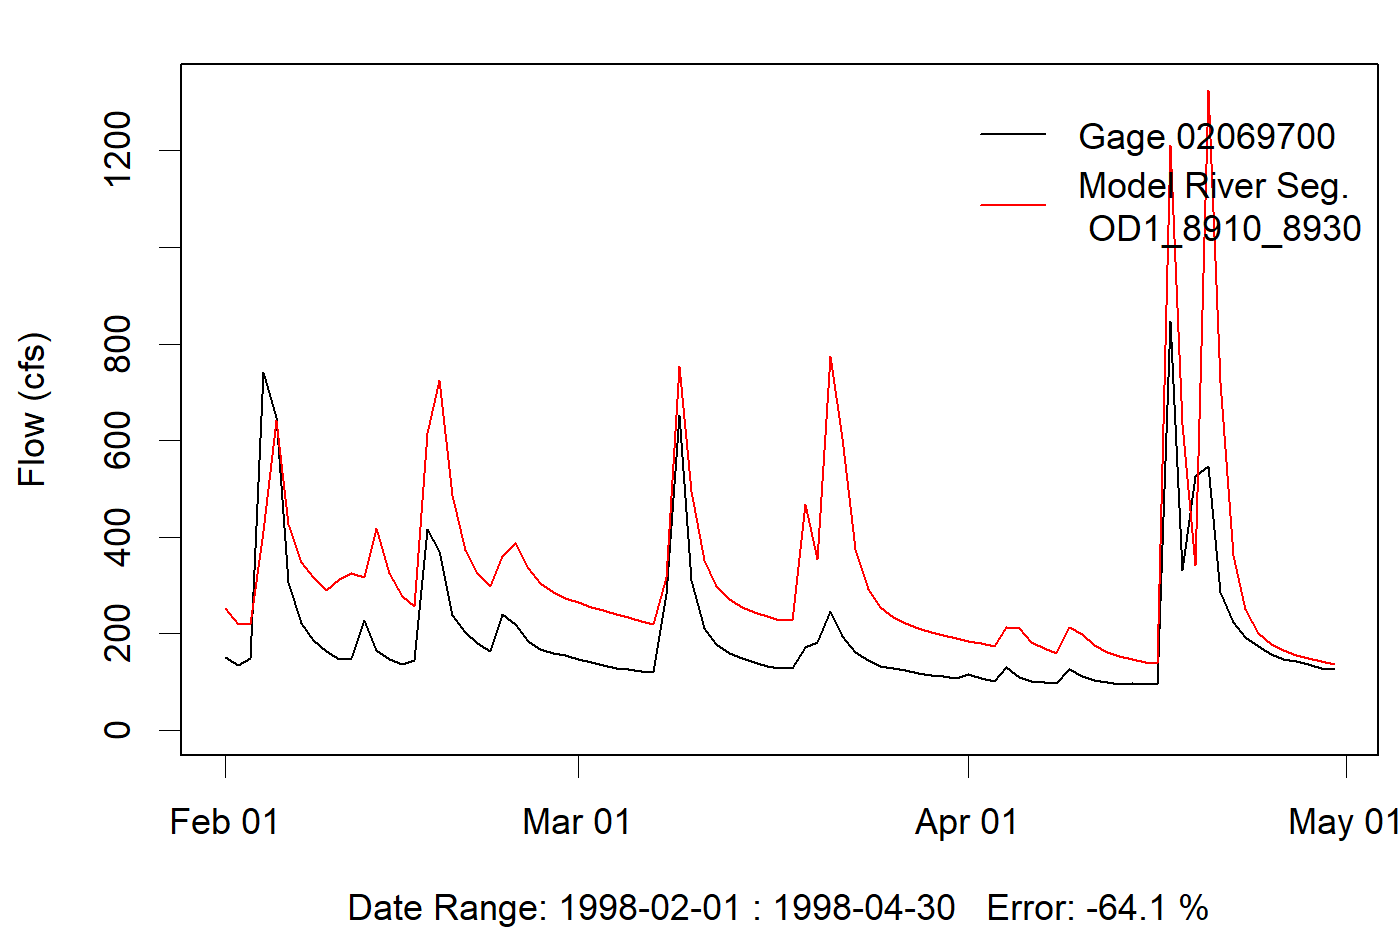 Gage 02069700
Model River Seg.
OD1_8910_8930
Flow (cfs)
1200
800
600
400
200
0
Feb 01 Mar 01 Apr 01 May 01
Date Range: 1998-02-01 : 1998-04-30 Error: -64.1 %